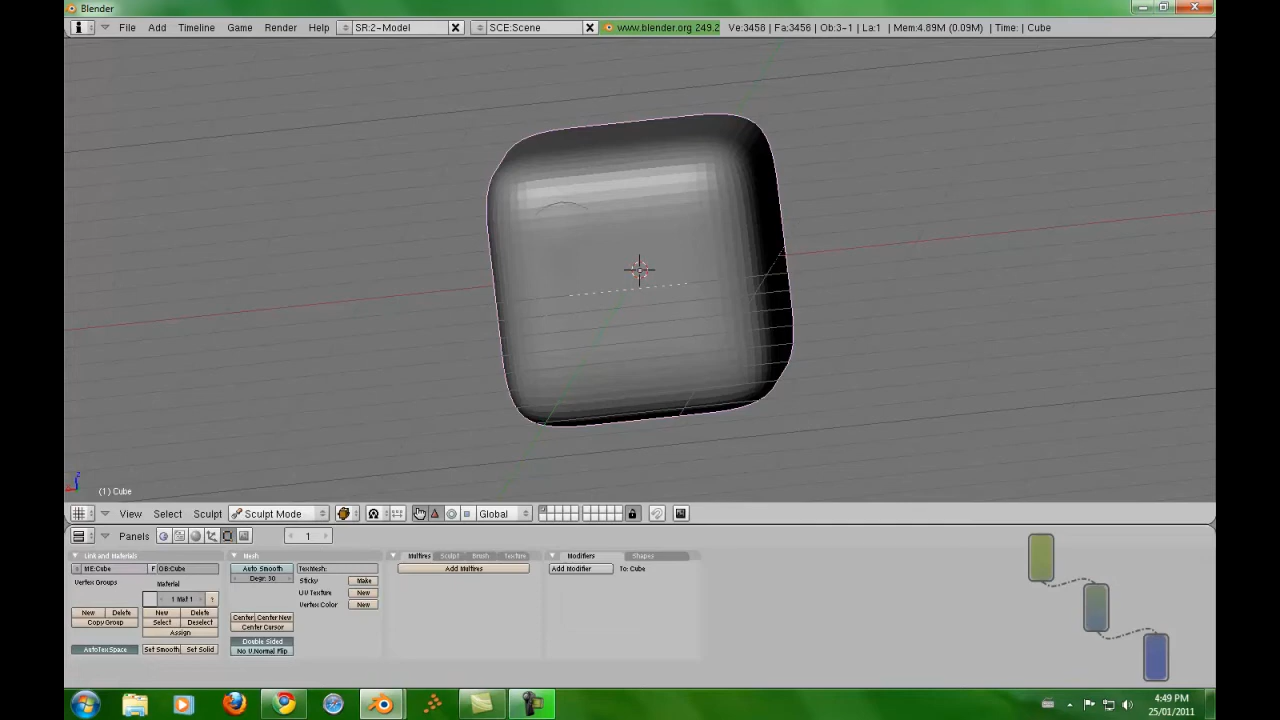 Blender
File Add Timeline Game Render Help SR:2-Model SCE:Scene www.blender.org 249.2 Ve:3456 | Fa:3456 | Ob:3-1 | La:1 | Mem:4.89M (0.09M) | Time: | Cube
z
(1) Cube
View Select Sculpt Sculpt Mode Global
Panels 1
Link and Materials Mesh Multires Sculpt Brush Texture Modifiers Shapes
ME:Cube F OB:Cube Auto Smooth TexMesh: Add Multires Add Modifier To: Cube
Vertex Groups Material Degr: 30 Sticky Make
UV Texture New
1 Mat 1 ? Vertex Color New
New Delete New Delete Center Center New
Copy Group Select Deselect Center Cursor
Assign
Double Sided
AutoTexSpace Set Smooth Set Solid No V.Normal Flip
4:49 PM
25/01/2011